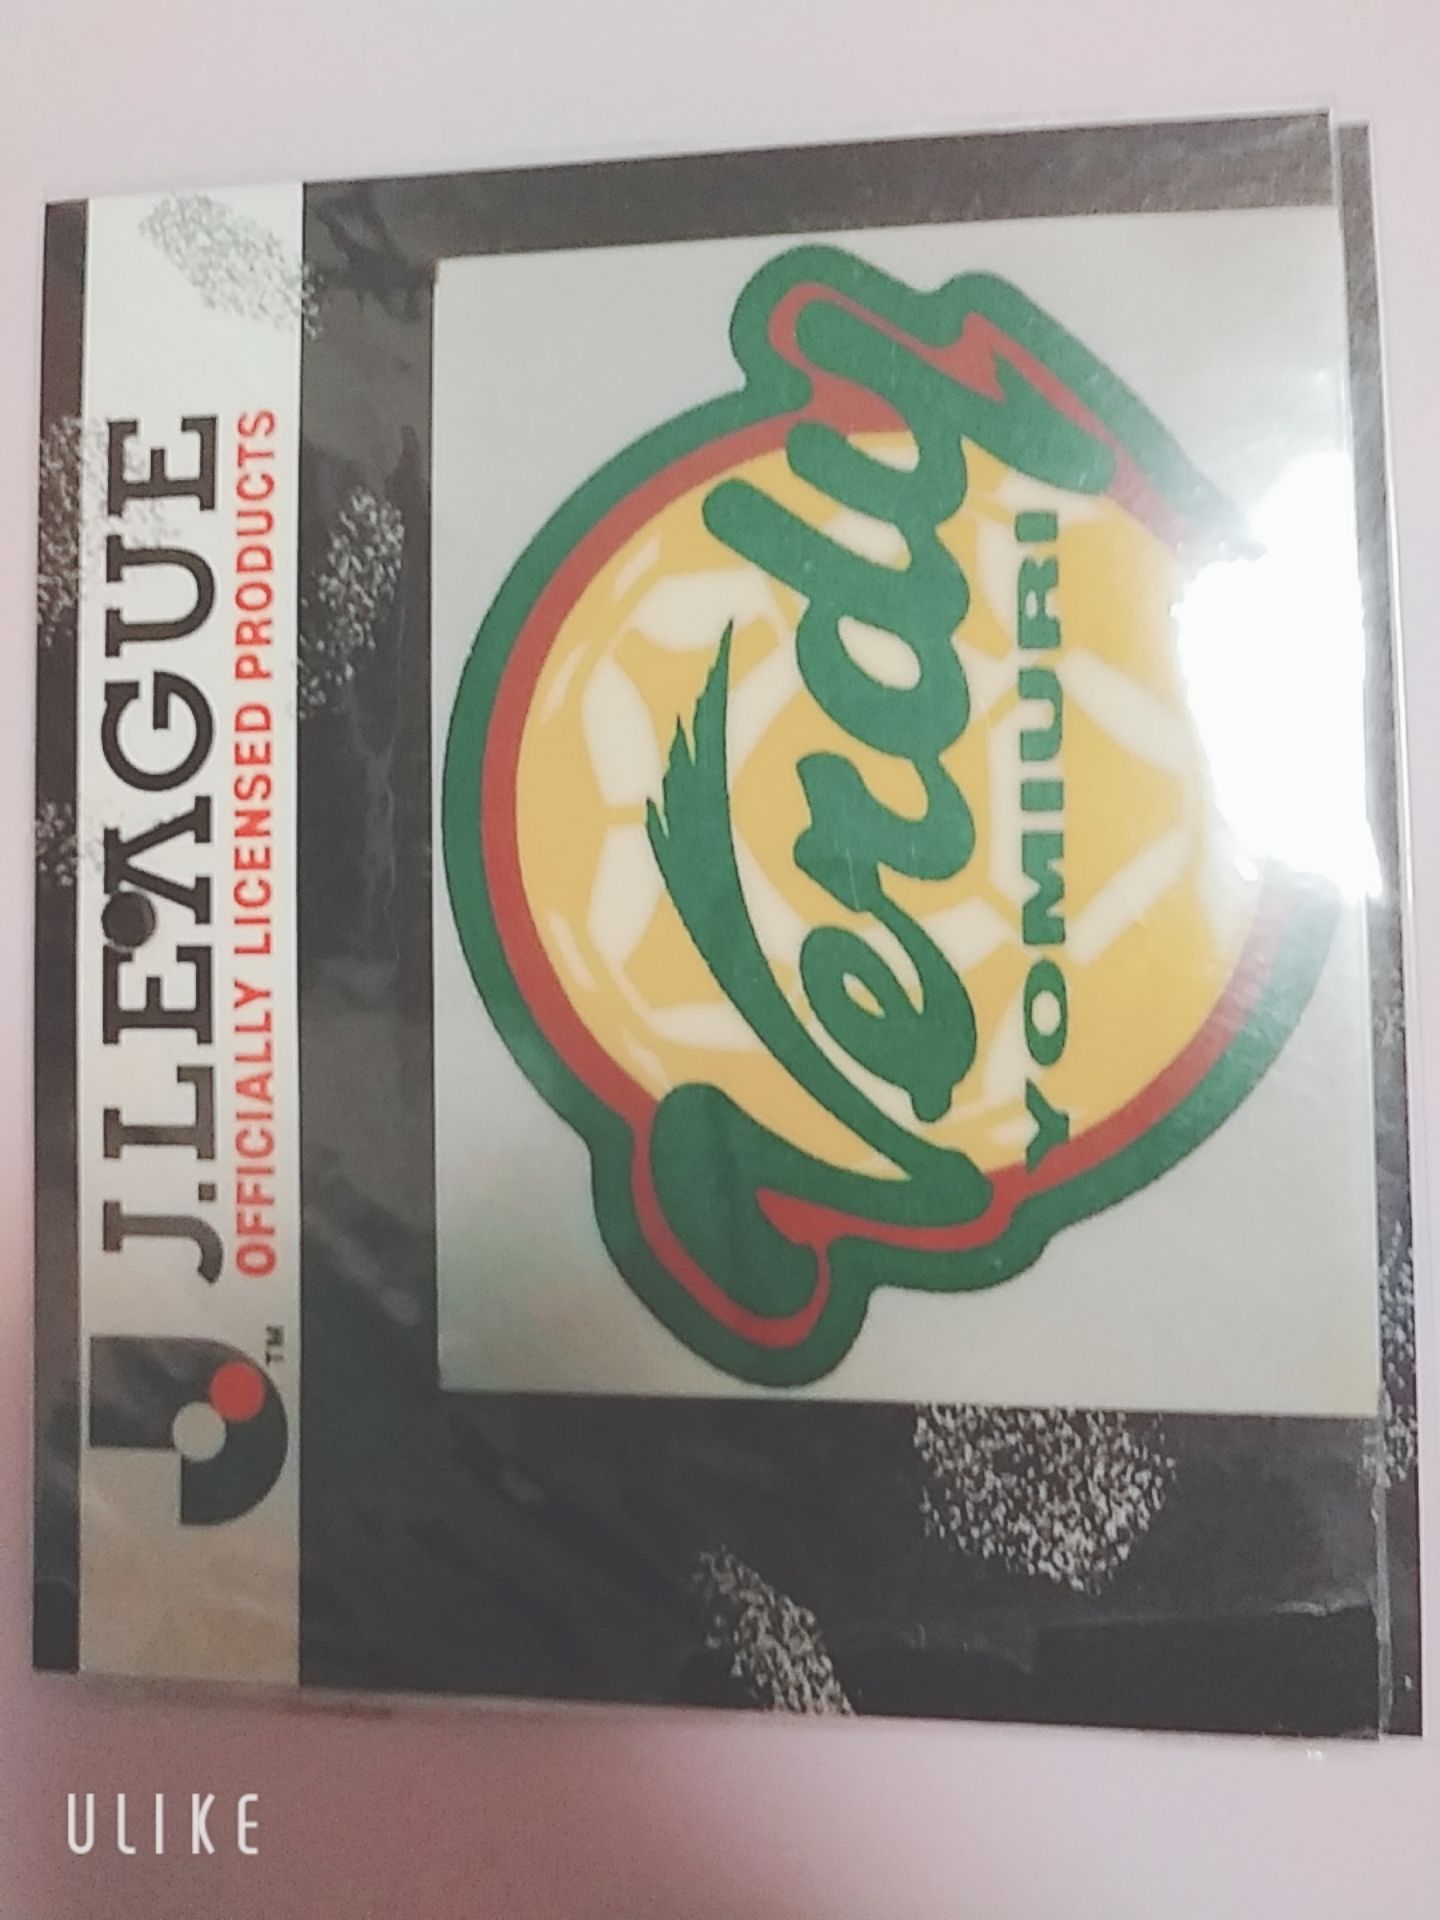 J.LEAGUE
OFFICIALLY LICENSED PRODUCTS
TM
Verdy
YOMIURI
ULIKE